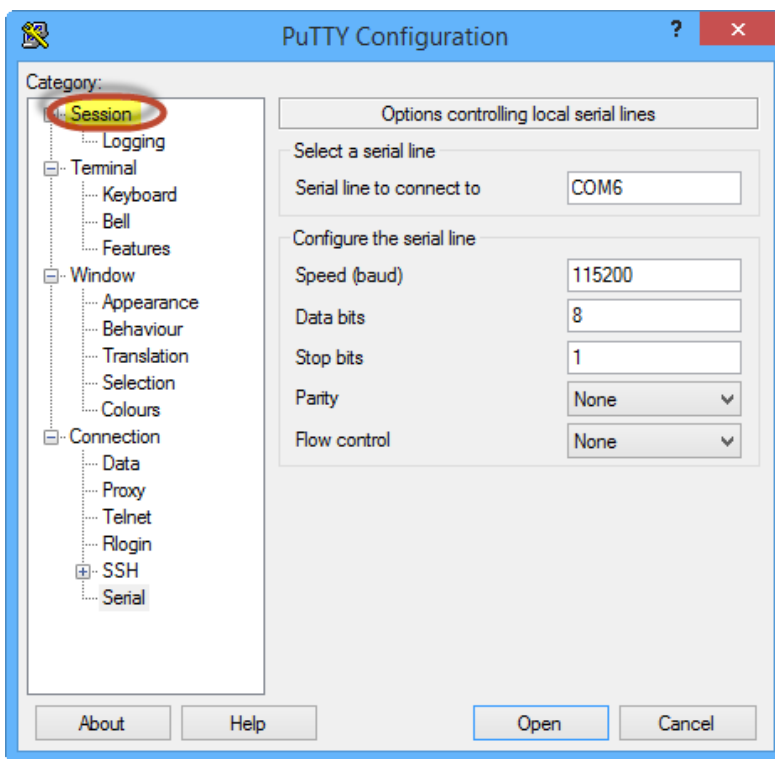 PuTTY Configuration
?
Category:
Session
Logging
Terminal
Keyboard
Bell
Features
Window
Appearance
Behaviour
Translation
Selection
Colours
Connection
Data
Proxy
Telnet
Rlogin
SSH
Serial
Options controlling local serial lines
Select a serial line
Serial line to connect to COM6
Configure the serial line
Speed (baud) 115200
Data bits 8
Stop bits 1
Parity None
Flow control None
About Help Open Cancel